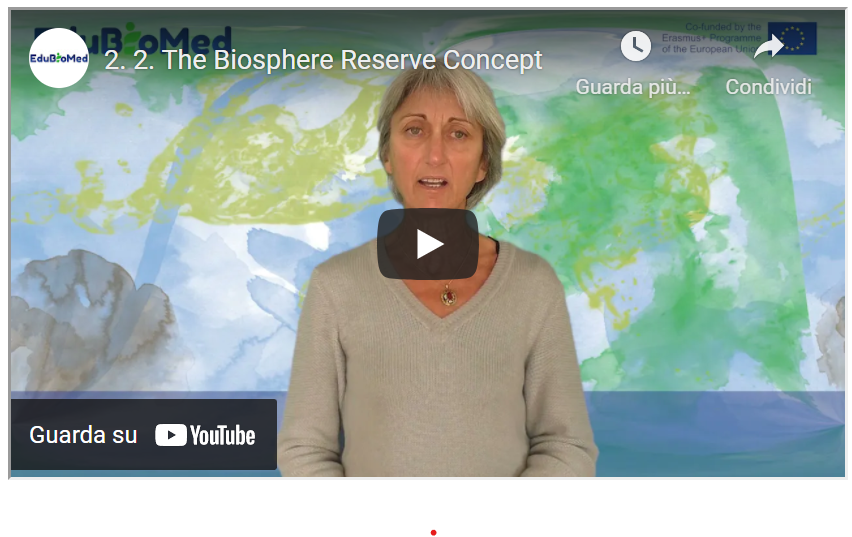 EduBioMed
Co-funded by the
Erasmus+ Programme
of the European Union
EduBioMed
2. 2. The Biosphere Reserve Concept
Guarda più...
Condividi
Guarda su YouTube